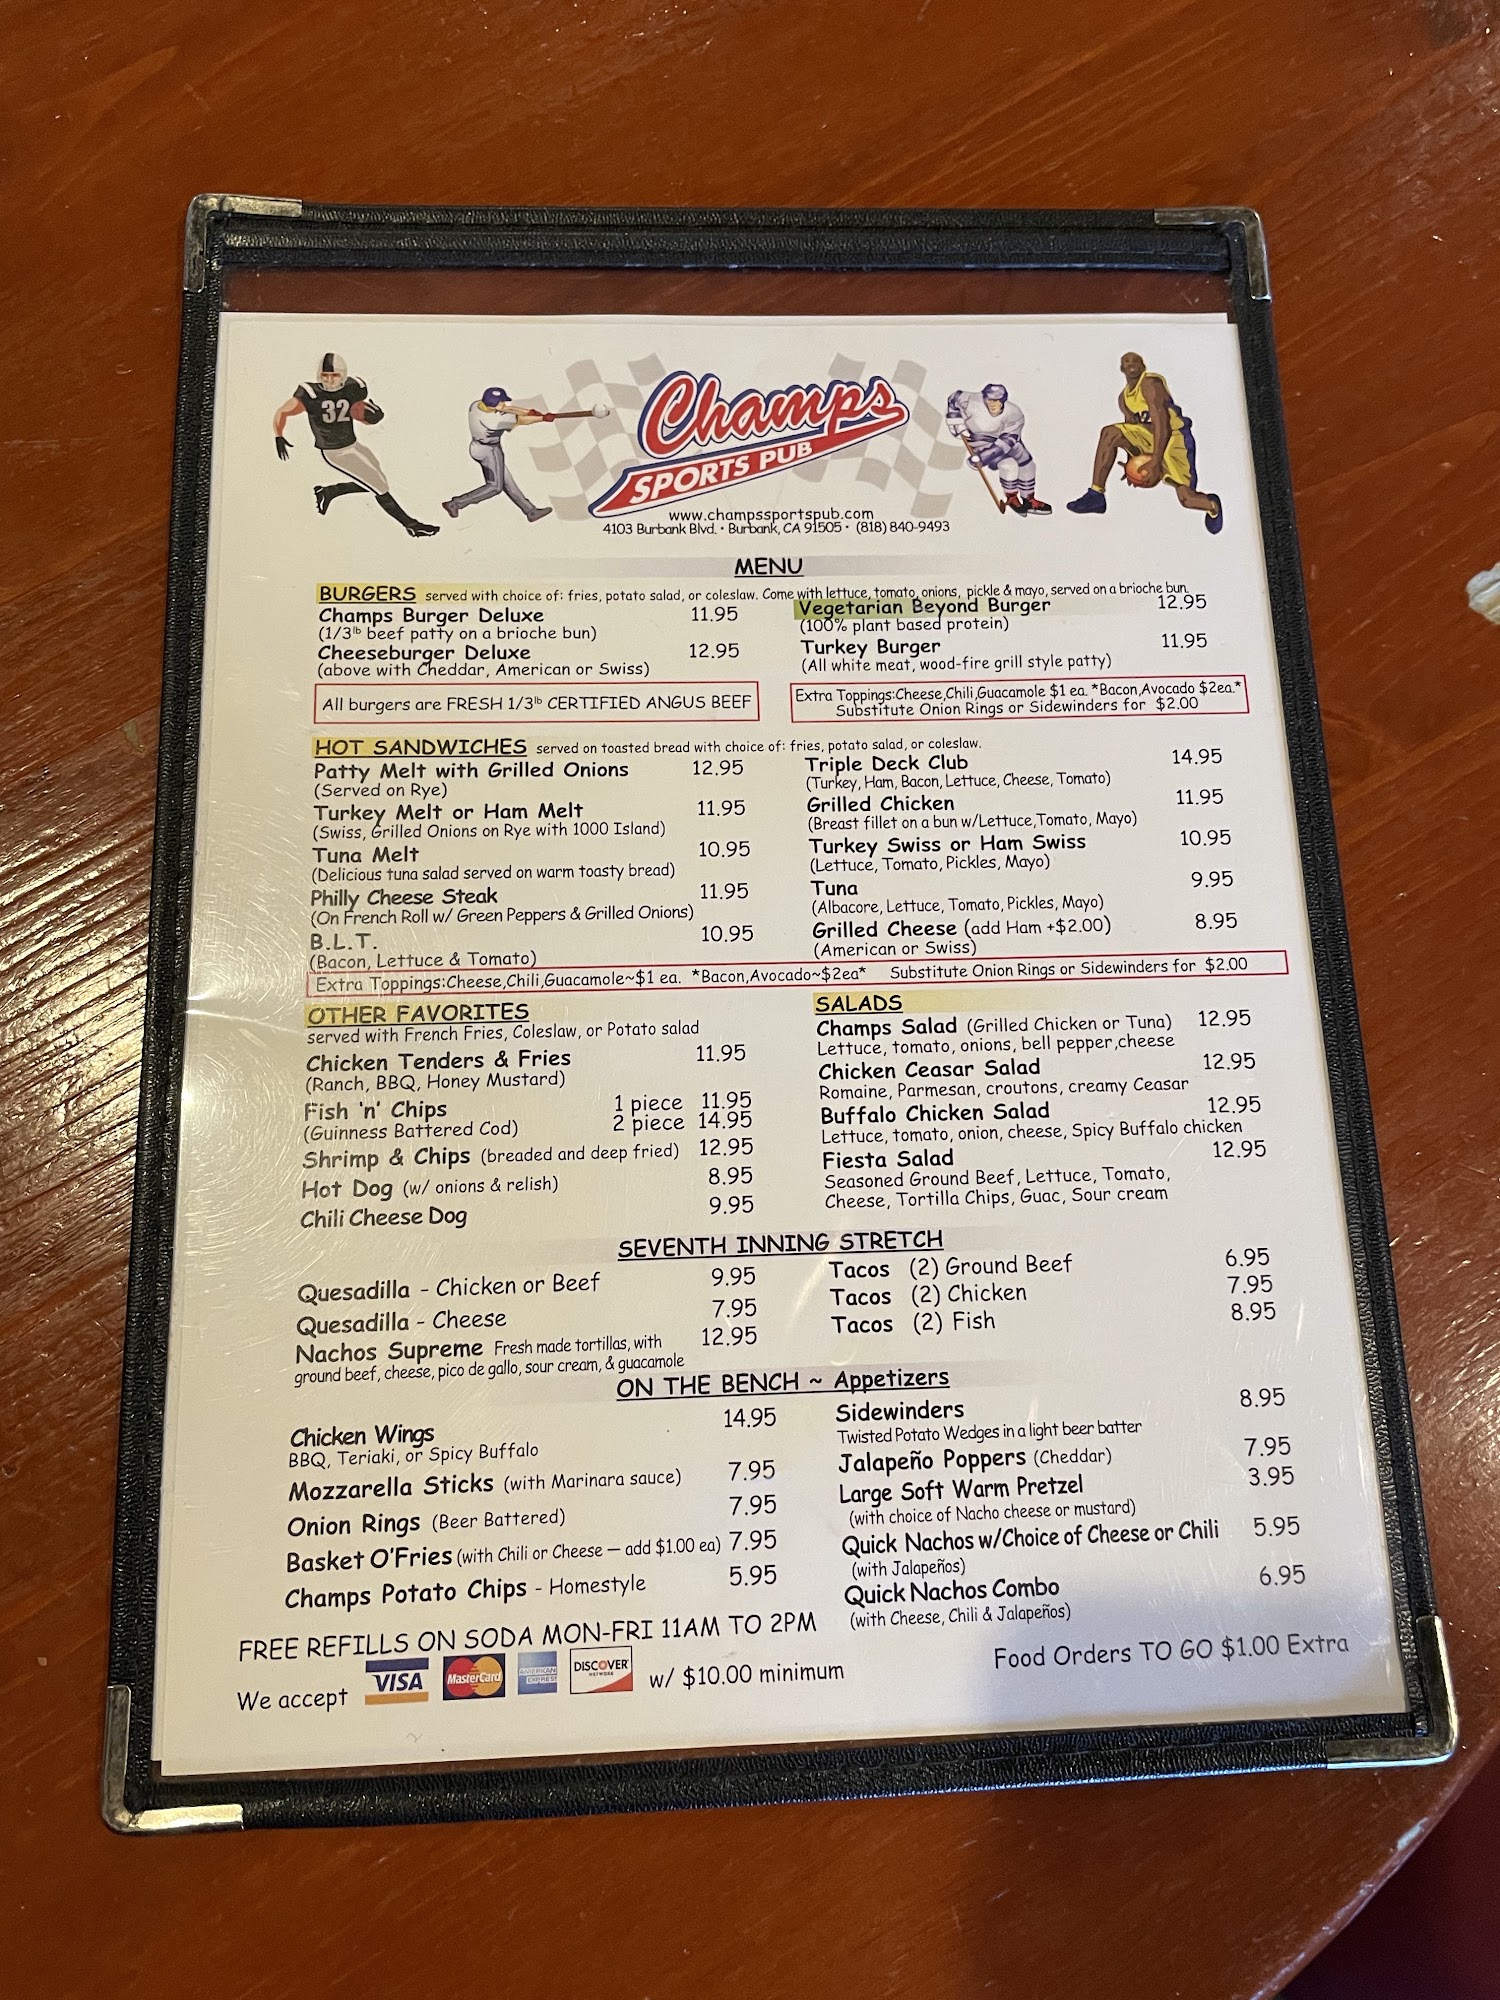 32
Champs
SPORTS PUB
www.champssportspub.com
4103 Burbank Blvd. • Burbank, CA 91505 • (818) 840-9493
MENU
BURGERS served with choice of: fries, potato salad, or coleslaw. Come with lettuce, tomato, onions, pickle & mayo, served on a brioche bun.
Champs Burger Deluxe 11.95
(1/3lb beef patty on a brioche bun)
Cheeseburger Deluxe 12.95
(above with Cheddar, American or Swiss)
All burgers are FRESH 1/3lb CERTIFIED ANGUS BEEF
Vegetarian Beyond Burger 12.95
(100% plant based protein)
Turkey Burger 11.95
(All white meat, wood-fire grill style patty)
Extra Toppings:Cheese,Chili,Guacamole $1 ea. *Bacon,Avocado $2ea.*
Substitute Onion Rings or Sidewinders for $2.00
HOT SANDWICHES served on toasted bread with choice of: fries, potato salad, or coleslaw.
Patty Melt with Grilled Onions 12.95
(Served on Rye)
Turkey Melt or Ham Melt 11.95
(Swiss, Grilled Onions on Rye with 1000 Island)
Tuna Melt 10.95
(Delicious tuna salad served on warm toasty bread)
Philly Cheese Steak 11.95
(On French Roll w/ Green Peppers & Grilled Onions)
B.L.T. 10.95
(Bacon, Lettuce & Tomato)
Triple Deck Club 14.95
(Turkey, Ham, Bacon, Lettuce, Cheese, Tomato)
Grilled Chicken 11.95
(Breast fillet on a bun w/Lettuce,Tomato, Mayo)
Turkey Swiss or Ham Swiss 10.95
(Lettuce, Tomato, Pickles, Mayo)
Tuna 9.95
(Albacore, Lettuce, Tomato, Pickles, Mayo)
Grilled Cheese (add Ham +$2.00) 8.95
(American or Swiss)
Extra Toppings:Cheese,Chili,Guacamole~$1 ea. *Bacon,Avocado~$2ea* Substitute Onion Rings or Sidewinders for $2.00
OTHER FAVORITES
served with French Fries, Coleslaw, or Potato salad
Chicken Tenders & Fries 11.95
(Ranch, BBQ, Honey Mustard)
Fish 'n' Chips 1 piece 11.95
(Guinness Battered Cod) 2 piece 14.95
Shrimp & Chips (breaded and deep fried) 12.95
Hot Dog (w/ onions & relish) 8.95
Chili Cheese Dog 9.95
SALADS
Champs Salad (Grilled Chicken or Tuna) 12.95
Lettuce, tomato, onions, bell pepper,cheese
Chicken Ceasar Salad 12.95
Romaine, Parmesan, croutons, creamy Ceasar
Buffalo Chicken Salad 12.95
Lettuce, tomato, onion, cheese, Spicy Buffalo chicken
Fiesta Salad 12.95
Seasoned Ground Beef, Lettuce, Tomato,
Cheese, Tortilla Chips, Guac, Sour cream
SEVENTH INNING STRETCH
Quesadilla - Chicken or Beef 9.95
Quesadilla - Cheese 7.95
Nachos Supreme Fresh made tortillas, with 12.95
ground beef, cheese, pico de gallo, sour cream, & guacamole
Tacos (2) Ground Beef 6.95
Tacos (2) Chicken 7.95
Tacos (2) Fish 8.95
ON THE BENCH ~ Appetizers
Chicken Wings 14.95
BBQ, Teriaki, or Spicy Buffalo
Mozzarella Sticks (with Marinara sauce) 7.95
Onion Rings (Beer Battered) 7.95
Basket O'Fries (with Chili or Cheese – add $1.00 ea) 7.95
Champs Potato Chips - Homestyle 5.95
Sidewinders 8.95
Twisted Potato Wedges in a light beer batter
Jalapeño Poppers (Cheddar) 7.95
Large Soft Warm Pretzel 3.95
(with choice of Nacho cheese or mustard)
Quick Nachos w/Choice of Cheese or Chili 5.95
(with Jalapeños)
Quick Nachos Combo 6.95
(with Cheese, Chili & Jalapeños)
FREE REFILLS ON SODA MON-FRI 11AM TO 2PM
Food Orders TO GO $1.00 Extra
We accept VISA MasterCard AMERICAN EXPRESS DISCOVER NETWORK w/ $10.00 minimum